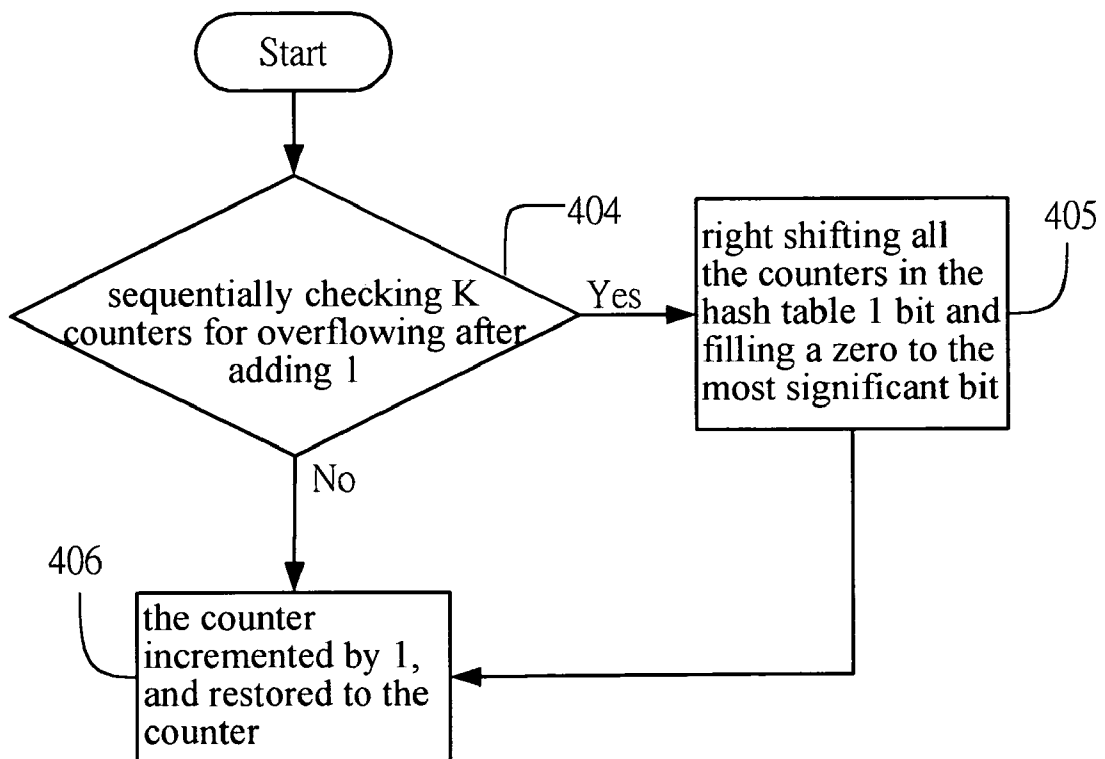 Start
404
sequentially checking K
counters for overflowing after
adding 1
Yes
right shifting all
the counters in the
hash table 1 bit and
filling a zero to the
most significant bit
405
No
406
the counter
incremented by 1,
and restored to the
counter